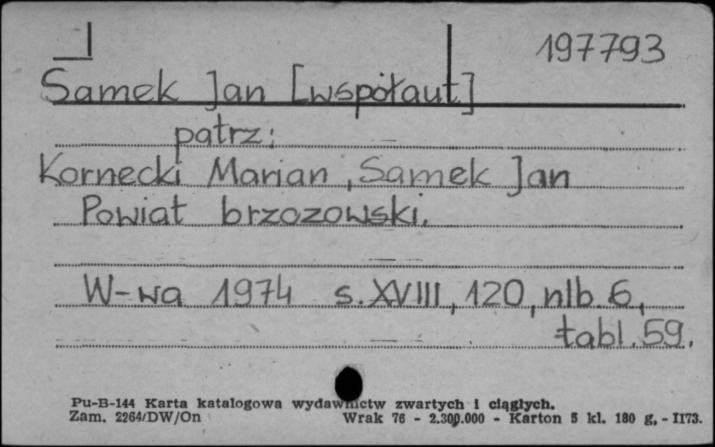 197793
Samek Jan [współaut]
patrz:
Kornecki Marian, Samek Jan
Powiat brzozowski.
W-wa 1974 s. XVIII, 120, nlb. 6,
tabl. 59.
Pu-B-144 Karta katalogowa wydawnictw zwartych i ciągłych.
Zam. 2264/DW/On Wrak 76 - 2.300.000 - Karton 5 kl. 180 g. - II73.